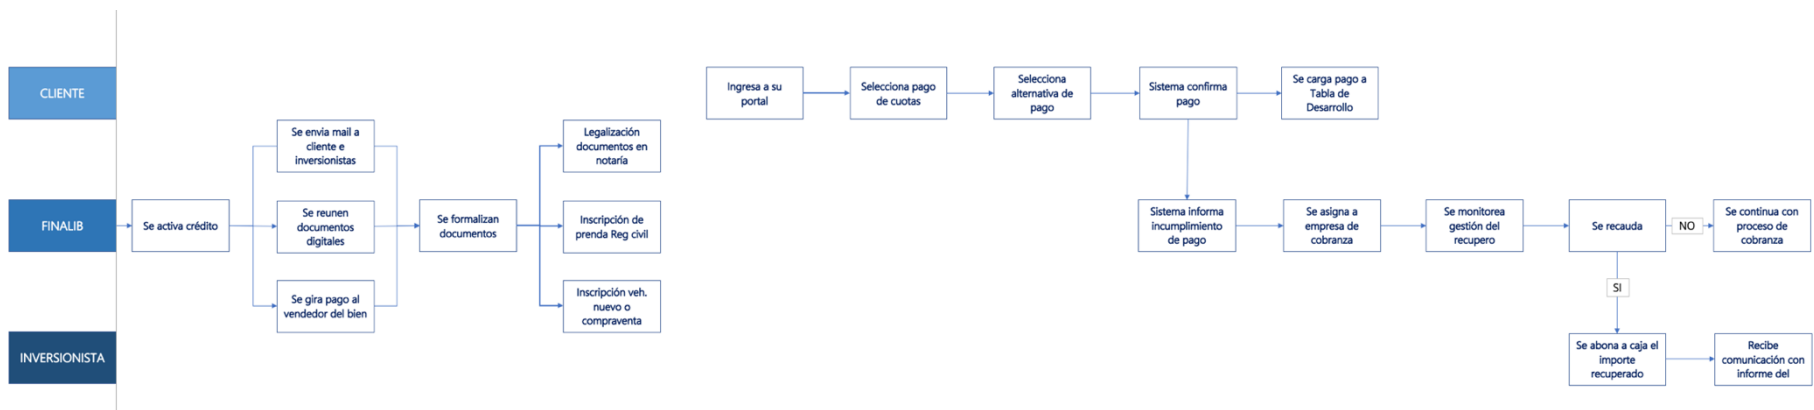 CLIENTE
Ingresa a su
portal
Selecciona pago
de cuotas
Selecciona
alternativa de
pago
Sistema confirma
pago
Se carga pago a
Tabla de
Desarrollo
Se envia mail a
cliente e
inversionistas
Legalización
documentos en
notaría
FINALIB
Se activa crédito
Se reunen
documentos
digitales
Se formalizan
documentos
Inscripción de
prenda Reg civil
Sistema informa
incumplimiento
de pago
Se asigna a
empresa de
cobranza
Se monitorea
gestión del
recupero
Se recauda
NO
Se continua con
proceso de
cobranza
Se gira pago al
vendedor del bien
Inscripción veh.
nuevo o
compraventa
SI
INVERSIONISTA
Se abona a caja el
importe
recuperado
Recibe
comunicación con
informe del